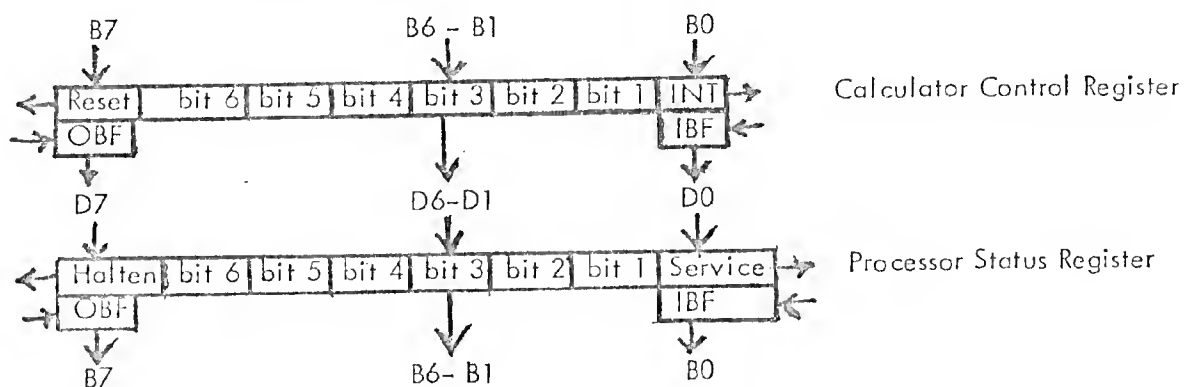 B7 B6 - B1 B0
Reset bit 6 bit 5 bit 4 bit 3 bit 2 bit 1 INT Calculator Control Register
OBF IBF
D7 D6-D1 D0
Halten bit 6 bit 5 bit 4 bit 3 bit 2 bit 1 Service Processor Status Register
OBF IBF
B7 B6- B1 B0